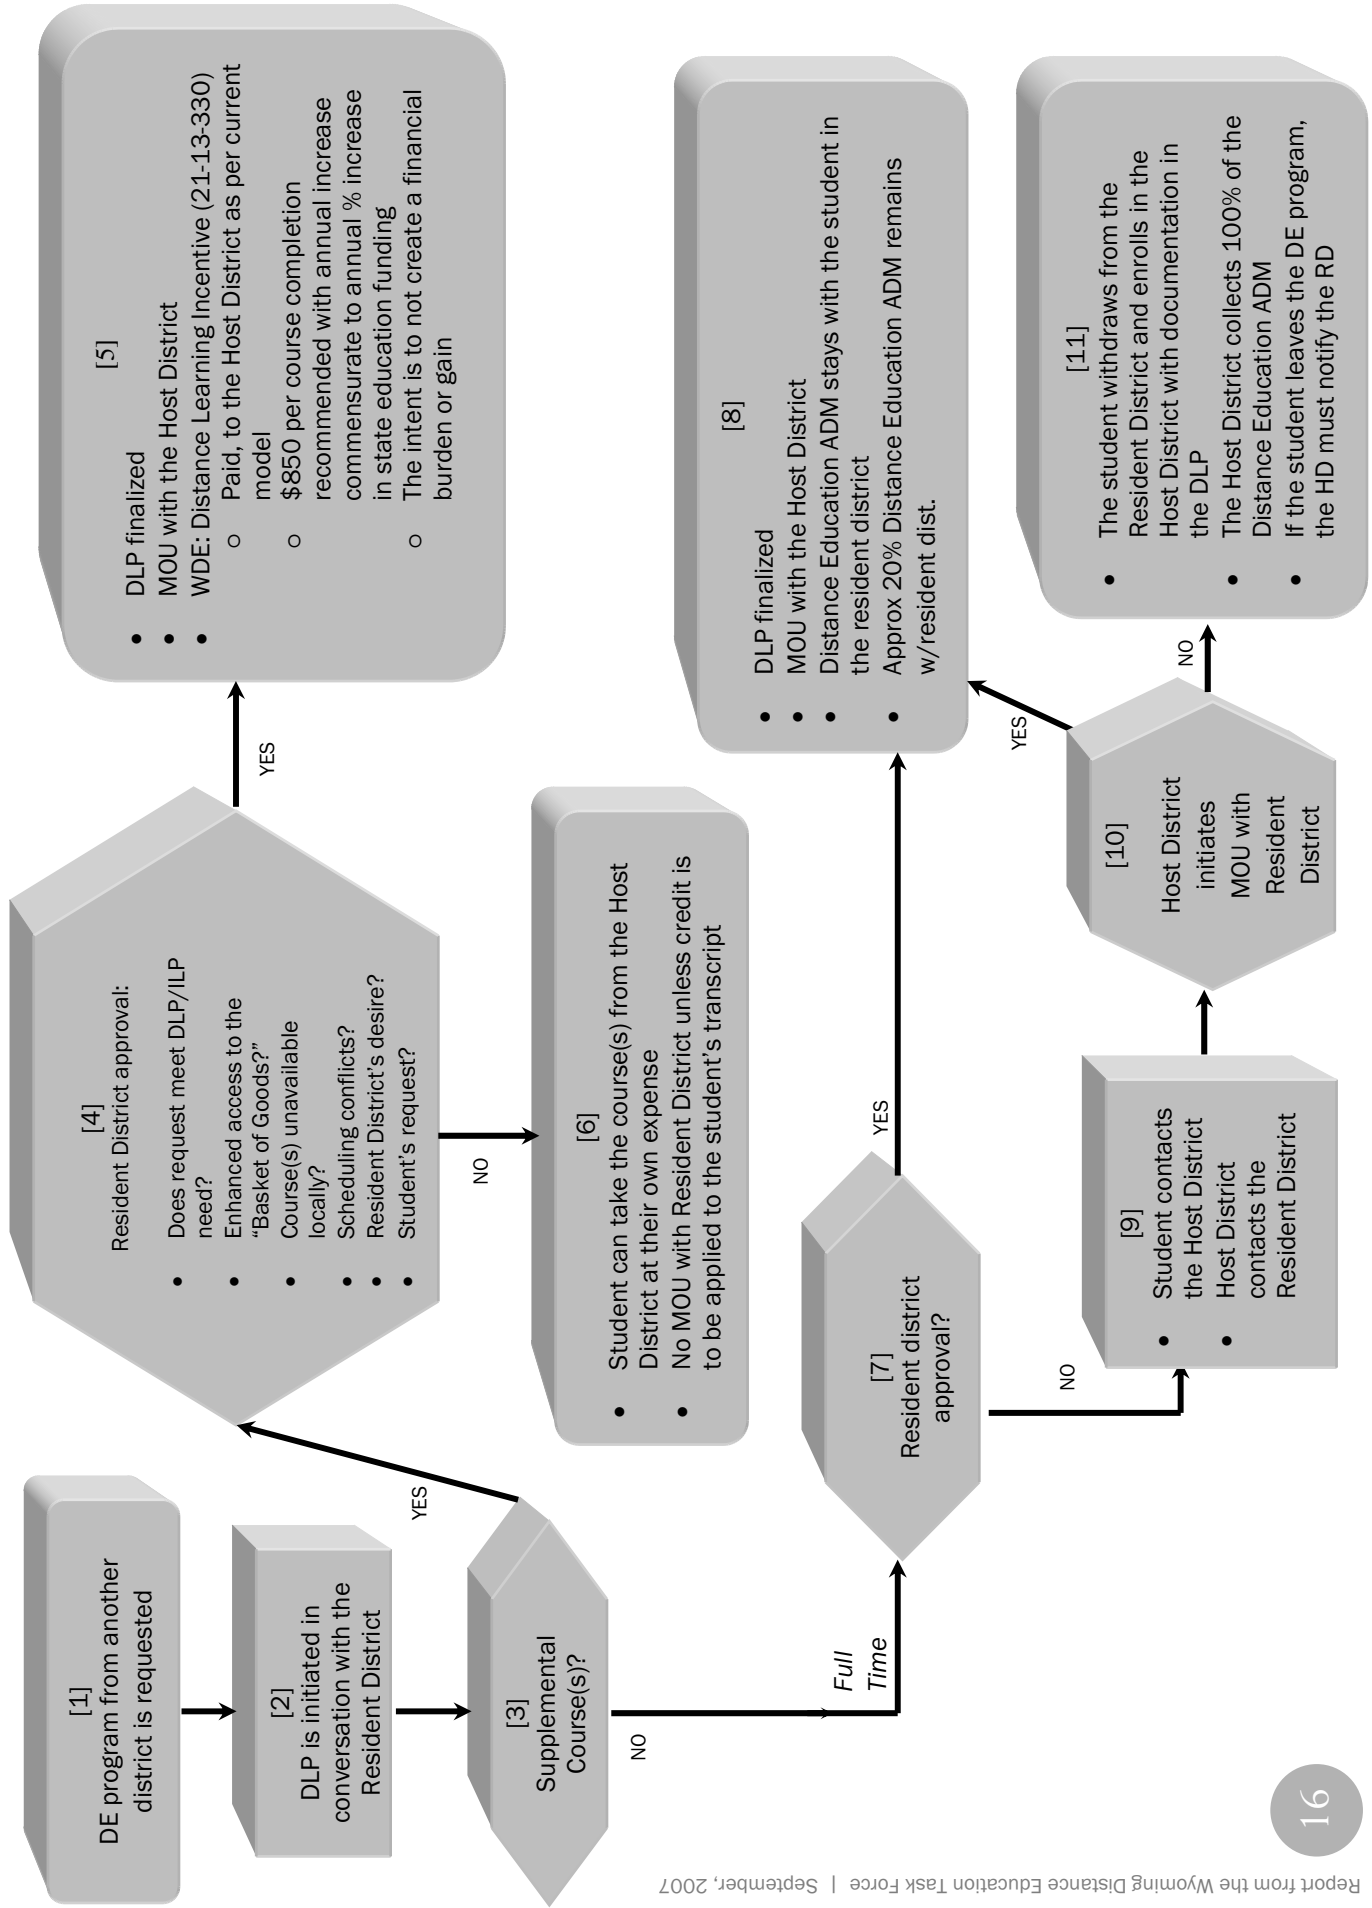 [1]
DE program from another
district is requested
[2]
DLP is initiated in
conversation with the
Resident District
[3]
Supplemental
Course(s)?
YES
NO
Full
Time
[4]
Resident District approval:
• Does request meet DLP/ILP
need?
• Enhanced access to the
“Basket of Goods?”
• Course(s) unavailable
locally?
• Scheduling conflicts?
• Resident District’s desire?
• Student’s request?
YES
NO
[5]
• DLP finalized
• MOU with the Host District
• WDE: Distance Learning Incentive (21-13-330)
○ Paid, to the Host District as per current
model
○ $850 per course completion
recommended with annual increase
commensurate to annual % increase
in state education funding
○ The intent is to not create a financial
burden or gain
[6]
• Student can take the course(s) from the Host
District at their own expense
• No MOU with Resident District unless credit is
to be applied to the student’s transcript
[7]
Resident district
approval?
YES
NO
[8]
• DLP finalized
• MOU with the Host District
• Distance Education ADM stays with the student in
the resident district
• Approx 20% Distance Education ADM remains
w/resident dist.
[9]
• Student contacts
the Host District
• Host District
contacts the
Resident District
[10]
Host District
initiates
MOU with
Resident
District
YES
NO
[11]
• The student withdraws from the
Resident District and enrolls in the
Host District with documentation in
the DLP
• The Host District collects 100% of the
Distance Education ADM
• If the student leaves the DE program,
the HD must notify the RD
Report from the Wyoming Distance Education Task Force | September, 2007
16